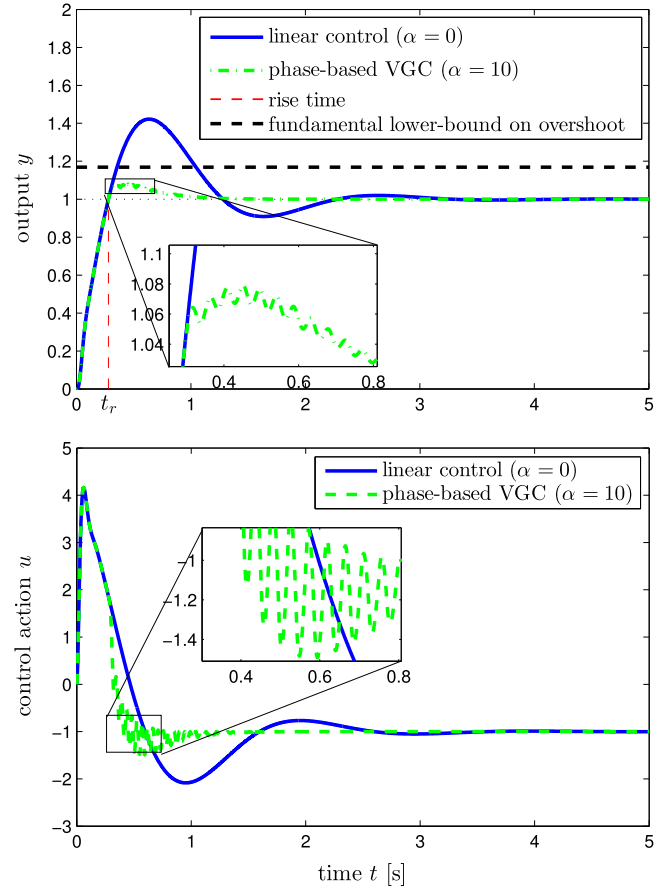 2
1.8
1.6
1.4
1.2
1
0.8
0.6
0.4
0.2
0
output y
linear control (α = 0)
phase-based VGC (α = 10)
rise time
fundamental lower-bound on overshoot
1.1
1.08
1.06
1.04
0.4 0.6 0.8
0 t_r 1 2 3 4 5
5
4
3
2
1
0
−1
−2
−3
control action u
linear control (α = 0)
phase-based VGC (α = 10)
−1
−1.2
−1.4
0.4 0.6 0.8
0 1 2 3 4 5
time t [s]